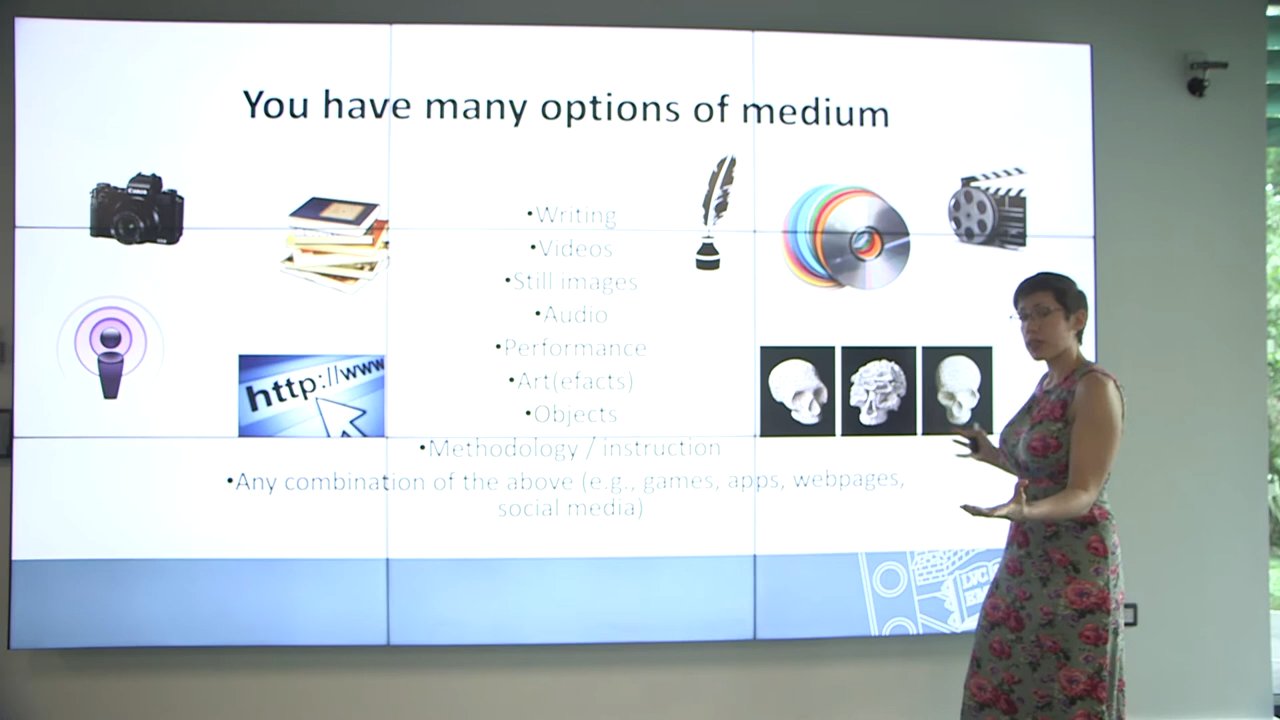 You have many options of medium
Canon
•Writing
•Videos
•Still images
•Audio
•Performance
•Art(efacts)
•Objects
http://www
•Methodology / instruction
•Any combination of the above (e.g., games, apps, webpages,
social media)